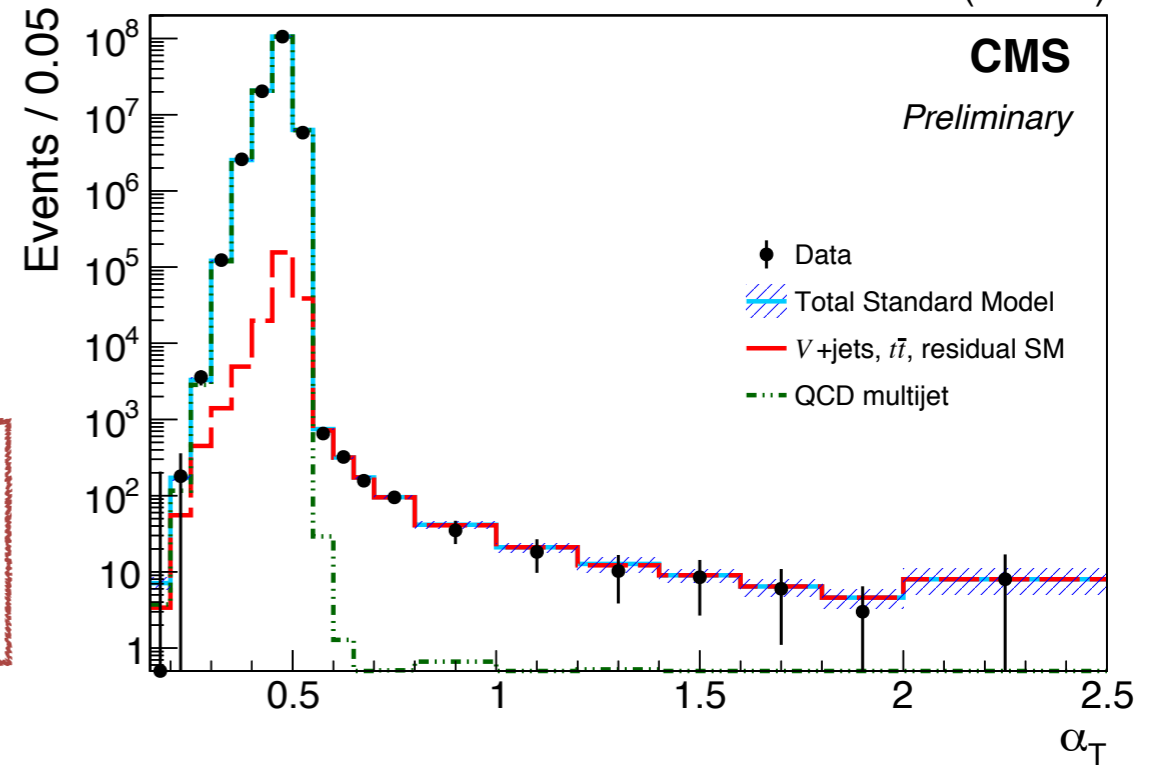 CMS
Preliminary
Events / 0.05
10⁸
10⁷
10⁶
10⁵
10⁴
10³
10²
10
1
Data
Total Standard Model
V+jets, tt̄, residual SM
QCD multijet
0.5 1 1.5 2 2.5
α_T